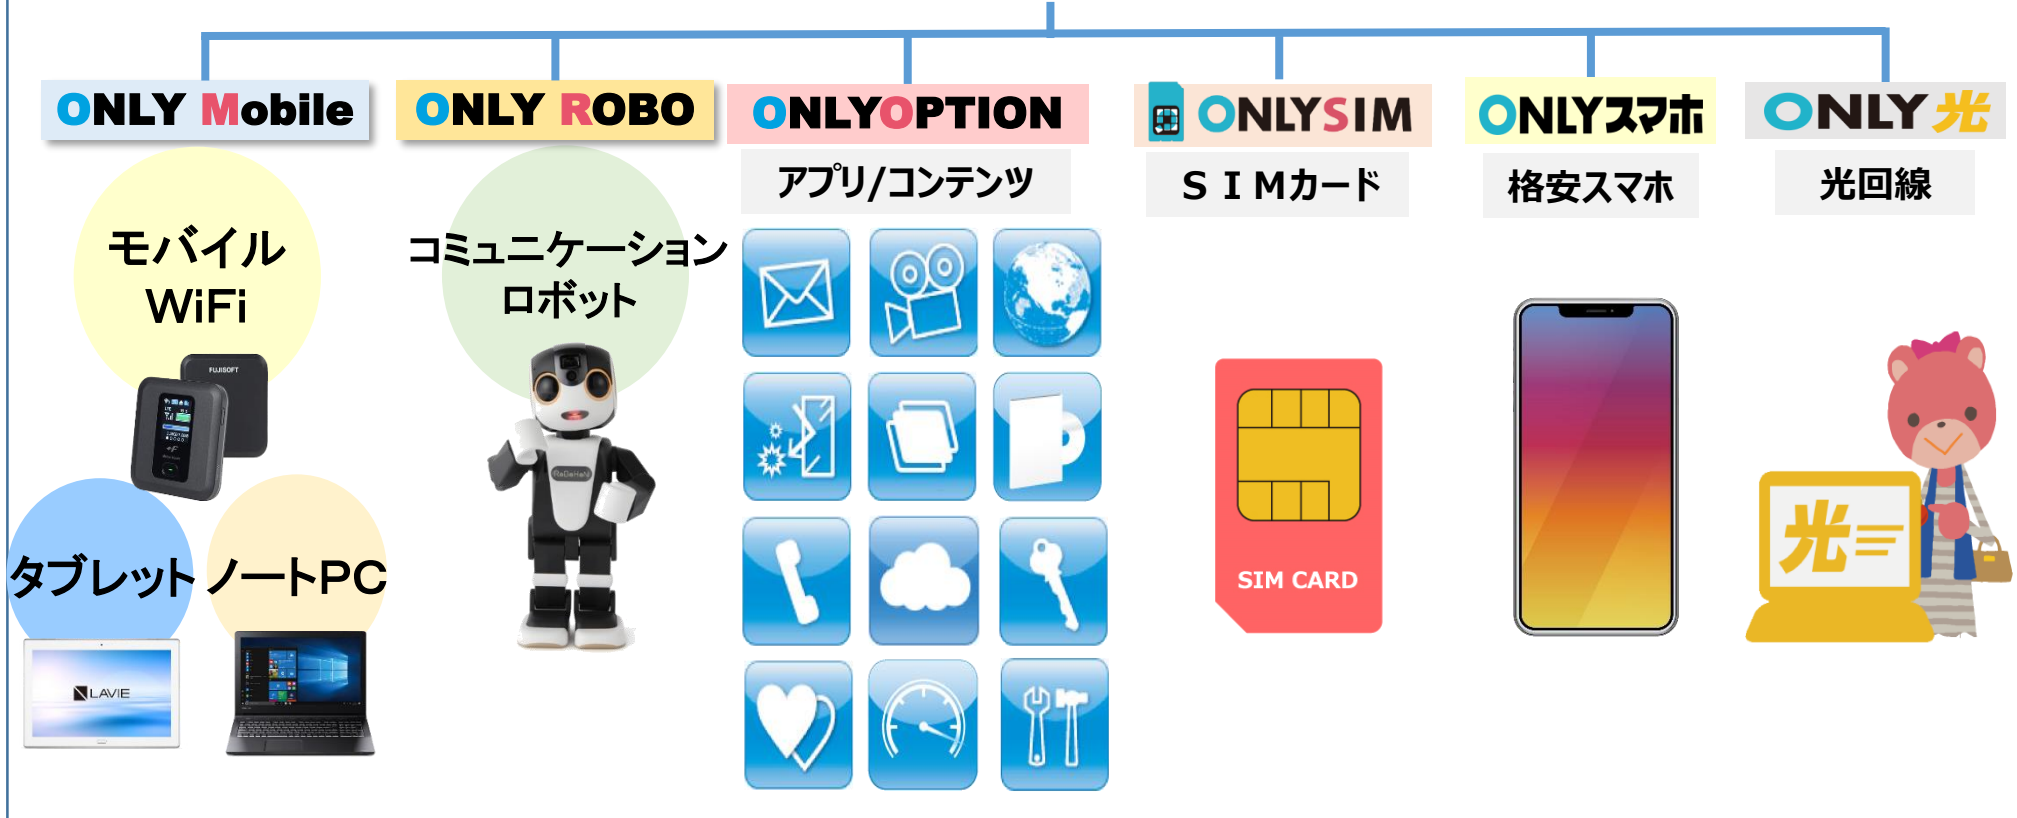 ONLY Mobile
ONLY ROBO
ONLYOPTION
ONLYSIM
ONLYスマホ
ONLY光
アプリ/コンテンツ
ＳＩＭカード
格安スマホ
光回線
モバイル
WiFi
コミュニケーション
ロボット
FUJISOFT
RoBoHoN
タブレット
ノートPC
LAVIE
SIM CARD
光